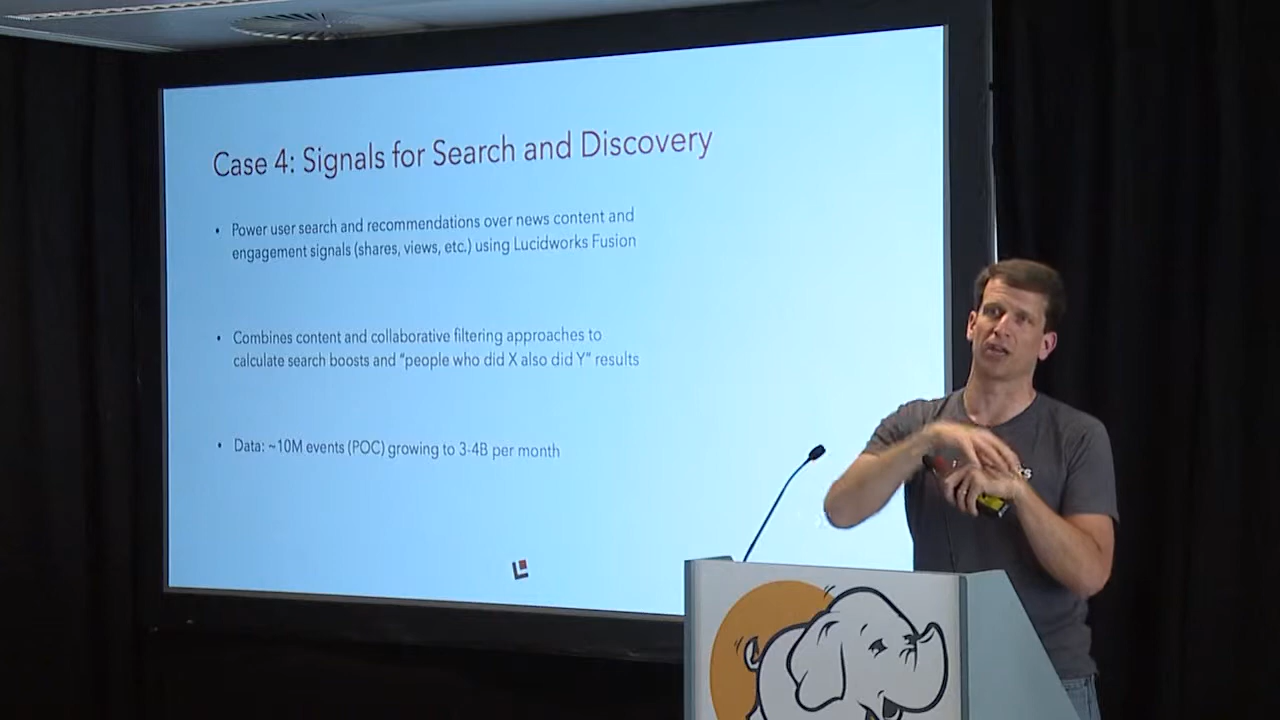 Case 4: Signals for Search and Discovery
• Power user search and recommendations over news content and
engagement signals (shares, views, etc.) using Lucidworks Fusion
• Combines content and collaborative filtering approaches to
calculate search boosts and "people who did X also did Y" results
• Data: ~10M events (POC) growing to 3-4B per month